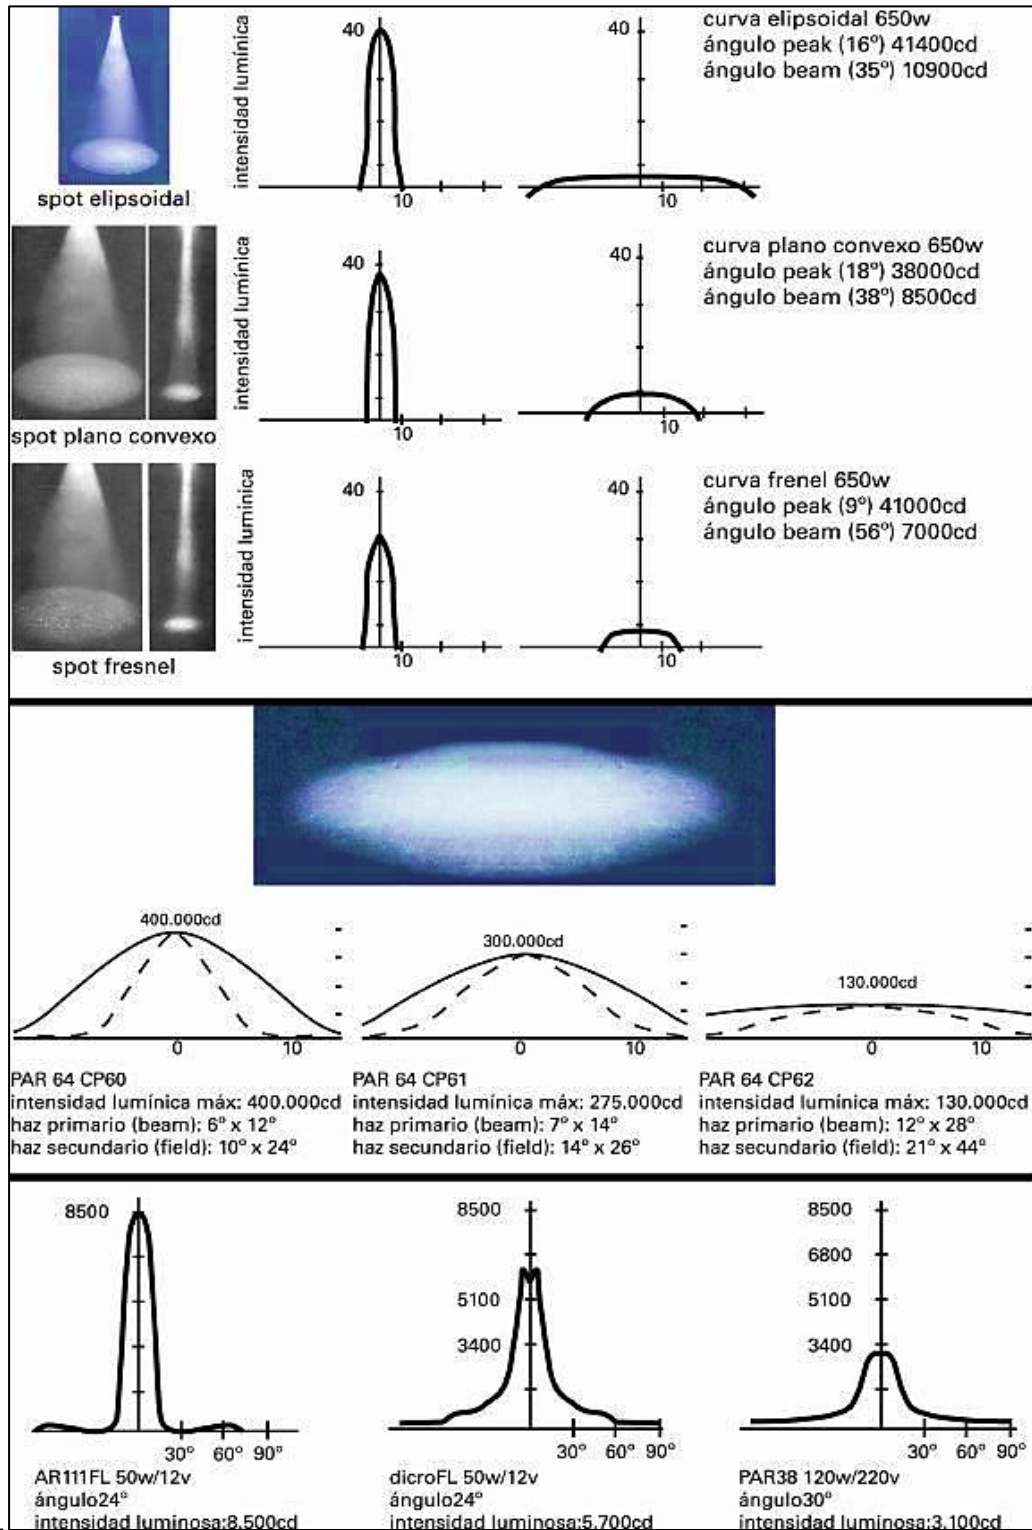 40
intensidad lumínica
10
40
10
curva elipsoidal 650w
ángulo peak (16º) 41400cd
ángulo beam (35º) 10900cd
spot elipsoidal
40
intensidad lumínica
10
40
10
curva plano convexo 650w
ángulo peak (18º) 38000cd
ángulo beam (38º) 8500cd
spot plano convexo
40
intensidad lumínica
10
40
10
curva frenel 650w
ángulo peak (9º) 41000cd
ángulo beam (56º) 7000cd
spot fresnel
400.000cd
0 10
PAR 64 CP60
intensidad lumínica máx: 400.000cd
haz primario (beam): 6º x 12º
haz secundario (field): 10º x 24º
300.000cd
0 10
PAR 64 CP61
intensidad lumínica máx: 275.000cd
haz primario (beam): 7º x 14º
haz secundario (field): 14º x 26º
130.000cd
0 10
PAR 64 CP62
intensidad lumínica máx: 130.000cd
haz primario (beam): 12º x 28º
haz secundario (field): 21º x 44º
8500
30º 60º 90º
AR111FL 50w/12v
ángulo24º
intensidad luminosa:8.500cd
8500
5100
3400
30º 60º 90º
dicroFL 50w/12v
ángulo24º
intensidad luminosa:5.700cd
8500
6800
5100
3400
30º 60º 90º
PAR38 120w/220v
ángulo30º
intensidad luminosa:3.100cd